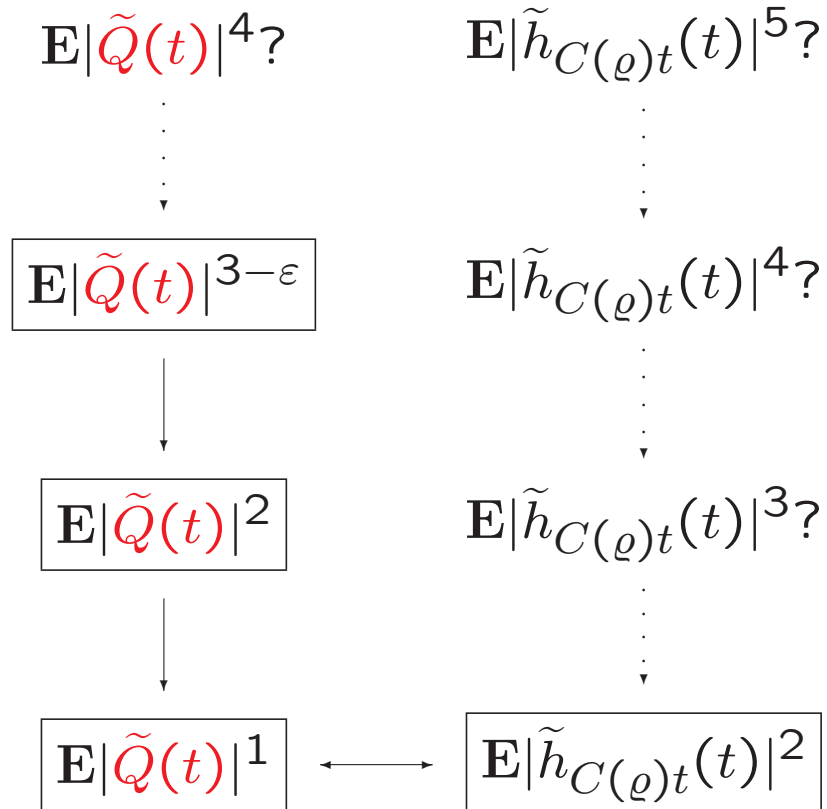 𝐄|Q̃(t)|⁴?
𝐄|h̃_{C(ϱ)t}(t)|⁵?
𝐄|Q̃(t)|^{3−ε}
𝐄|h̃_{C(ϱ)t}(t)|⁴?
𝐄|Q̃(t)|²
𝐄|h̃_{C(ϱ)t}(t)|³?
𝐄|Q̃(t)|¹
𝐄|h̃_{C(ϱ)t}(t)|²